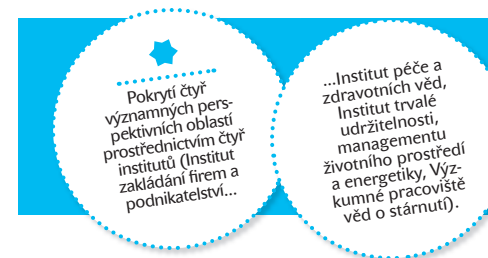 Pokrytí čtyř
významných pers-
pektivních oblastí
prostřednictvím čtyř
institutů (Institut
zakládání firem a
podnikatelství...
...Institut péče a
zdravotních věd,
Institut trvalé
udržitelnosti,
managementu
životního prostředí
a energetiky, Výz-
kumné pracoviště
věd o stárnutí).